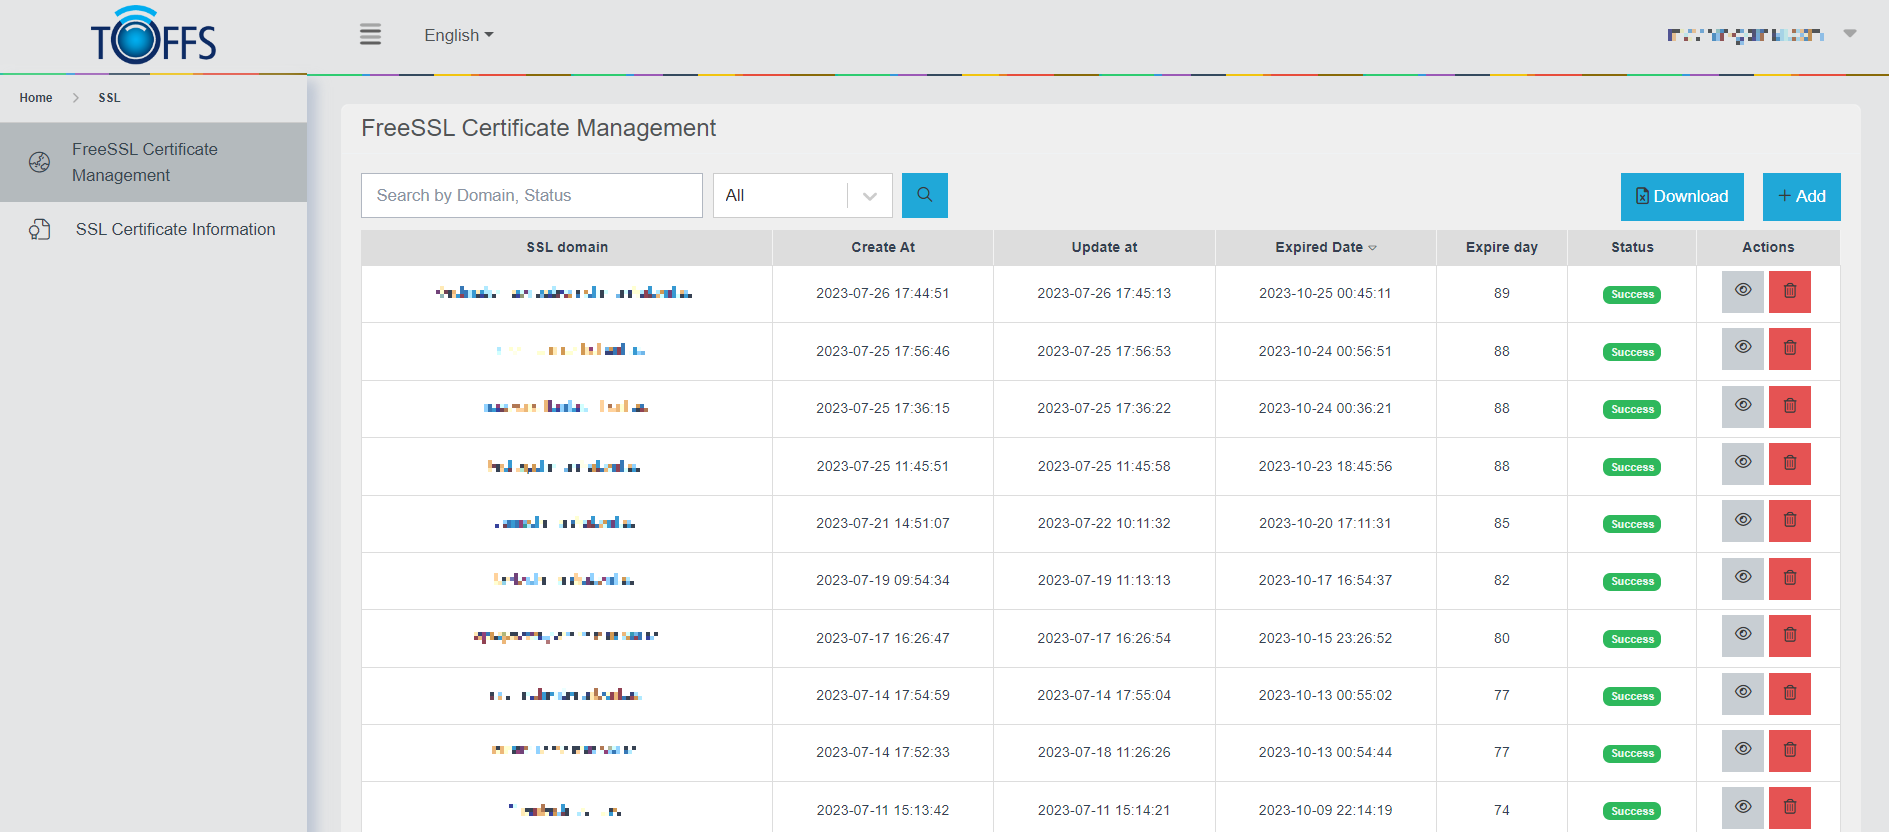 TOFFS
English
Home > SSL
FreeSSL Certificate
Management
SSL Certificate Information
FreeSSL Certificate Management
Search by Domain, Status
All
Download
+ Add
SSL domain Create At Update at Expired Date Expire day Status Actions
2023-07-26 17:44:51 2023-07-26 17:45:13 2023-10-25 00:45:11 89 Success
2023-07-25 17:56:46 2023-07-25 17:56:53 2023-10-24 00:56:51 88 Success
2023-07-25 17:36:15 2023-07-25 17:36:22 2023-10-24 00:36:21 88 Success
2023-07-25 11:45:51 2023-07-25 11:45:58 2023-10-23 18:45:56 88 Success
2023-07-21 14:51:07 2023-07-22 10:11:32 2023-10-20 17:11:31 85 Success
2023-07-19 09:54:34 2023-07-19 11:13:13 2023-10-17 16:54:37 82 Success
2023-07-17 16:26:47 2023-07-17 16:26:54 2023-10-15 23:26:52 80 Success
2023-07-14 17:54:59 2023-07-14 17:55:04 2023-10-13 00:55:02 77 Success
2023-07-14 17:52:33 2023-07-18 11:26:26 2023-10-13 00:54:44 77 Success
2023-07-11 15:13:42 2023-07-11 15:14:21 2023-10-09 22:14:19 74 Success